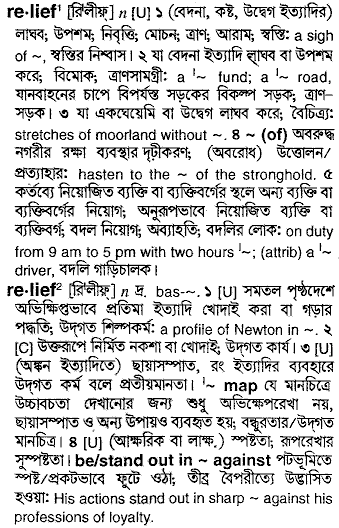 re·lief¹ [রি'লীফ়্] n [U] ১ (বেদনা, কষ্ট, উদ্বেগ ইত্যাদির)
লাঘব; উপশম; নিবৃত্তি; মোচন; ত্রাণ; আরাম; স্বস্তি: a sigh
of ~, স্বস্তির নিশ্বাস। ২ যা বেদনা ইত্যাদি লাঘব বা উপশম
করে; বিমোক; ত্রাণসামগ্রী: a '~ fund; a '~ road,
যানবাহনের চাপে বিপর্যস্ত সড়কের বিকল্প সড়ক; ত্রাণ-
সড়ক। ৩ যা একঘেয়েমি বা উদ্বেগ লাঘব করে; বৈচিত্র্য:
stretches of moorland without ~. ৪ ~ (of) অবরুদ্ধ
নগরীর রক্ষা ব্যবস্থার দৃঢ়ীকরণ; (অবরোধ) উত্তোলন/
প্রত্যাহার: hasten to the ~ of the stronghold. ৫
কর্তব্যে নিয়োজিত ব্যক্তি বা ব্যক্তিবর্গের স্থলে অন্য ব্যক্তি বা
ব্যক্তিবর্গের নিয়োগ; অনুরূপভাবে নিয়োজিত ব্যক্তি বা
ব্যক্তিবর্গ; বদল নিয়োগ; অব্যাহতি; বদলির লোক: on duty
from 9 am to 5 pm with two hours '~; (attrib) a '~
driver, বদলি গাড়িচালক।
re·lief² [রি'লীফ়্] n দ্র. bas-~. ১ [U] সমতল পৃষ্ঠদেশে
অভিক্ষিপ্তভাবে প্রতিমা ইত্যাদি খোদাই করা বা গড়ার
পদ্ধতি; উদ্গত শিল্পকর্ম: a profile of Newton in ~. ২
[C] উক্তরূপে নির্মিত নকশা বা খোদাই; উদ্গত কার্য। ৩ [U]
(অঙ্কন ইত্যাদিতে) ছায়াসম্পাত, রং ইত্যাদির ব্যবহারে
উদ্গত কর্ম বলে প্রতীয়মানতা। '~ map যে মানচিত্রে
উচ্চাবচতা দেখানোর জন্য শুধু অভিক্ষেপরেখা নয়,
ছায়াসম্পাত ও অন্য উপায়ও ব্যবহৃত হয়; বন্ধুরতার/উদ্গত
মানচিত্র। ৪ [U] (আক্ষরিক বা লাক্ষ.) স্পষ্টতা; রূপরেখার
সুস্পষ্টতা। be/stand out in ~ against পটভূমিতে
স্পষ্ট/প্রকটভাবে ফুটে ওঠা; তীব্র বৈপরীত্যে উদ্ভাসিত
হওয়া: His actions stand out in sharp ~ against his
professions of loyalty.